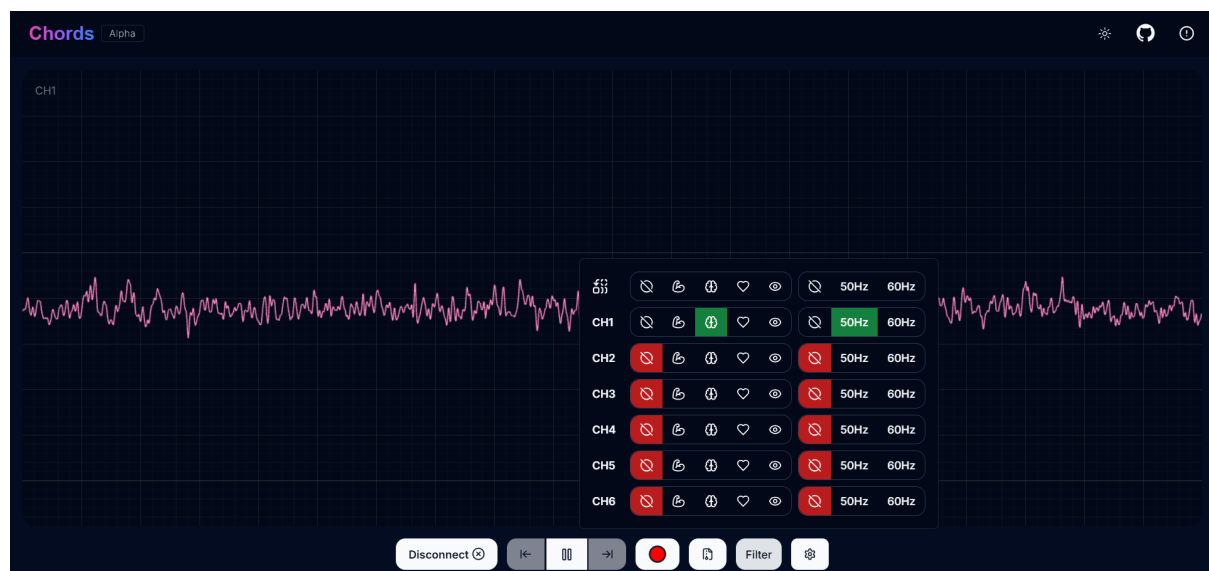 Chords Alpha
CH1
50Hz 60Hz
CH1 50Hz 60Hz
CH2 50Hz 60Hz
CH3 50Hz 60Hz
CH4 50Hz 60Hz
CH5 50Hz 60Hz
CH6 50Hz 60Hz
Disconnect Filter